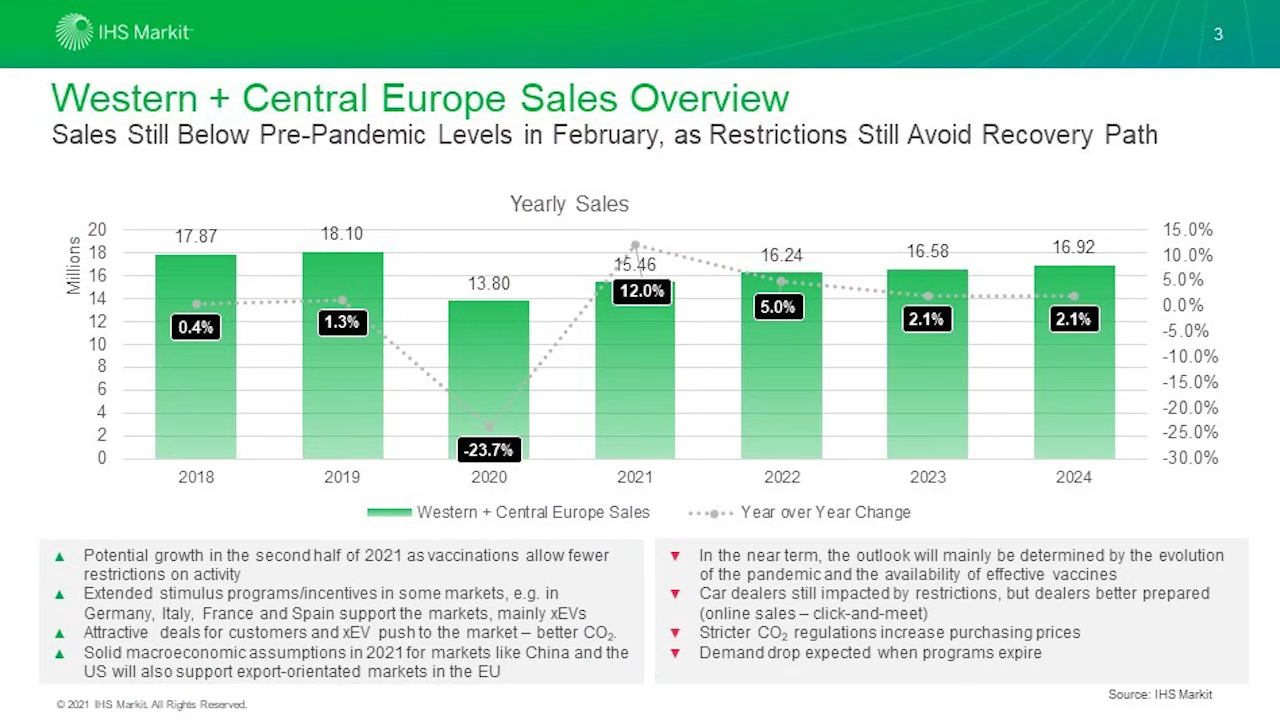 IHS Markit
3
Western + Central Europe Sales Overview
Sales Still Below Pre-Pandemic Levels in February, as Restrictions Still Avoid Recovery Path
Yearly Sales
Millions
20
18
16
14
12
10
8
6
4
2
0
17.87
18.10
13.80
15.46
16.24
16.58
16.92
0.4%
1.3%
-23.7%
12.0%
5.0%
2.1%
2.1%
15.0%
10.0%
5.0%
0.0%
-5.0%
-10.0%
-15.0%
-20.0%
-25.0%
-30.0%
2018 2019 2020 2021 2022 2023 2024
Western + Central Europe Sales Year over Year Change
▲ Potential growth in the second half of 2021 as vaccinations allow fewer
restrictions on activity
▲ Extended stimulus programs/incentives in some markets, e.g. in
Germany, Italy, France and Spain support the markets, mainly xEVs
▲ Attractive deals for customers and xEV push to the market – better CO₂.
▲ Solid macroeconomic assumptions in 2021 for markets like China and the
US will also support export-orientated markets in the EU
▼ In the near term, the outlook will mainly be determined by the evolution
of the pandemic and the availability of effective vaccines
▼ Car dealers still impacted by restrictions, but dealers better prepared
(online sales – click-and-meet)
▼ Stricter CO₂ regulations increase purchasing prices
▼ Demand drop expected when programs expire
Source: IHS Markit
© 2021 IHS Markit. All Rights Reserved.